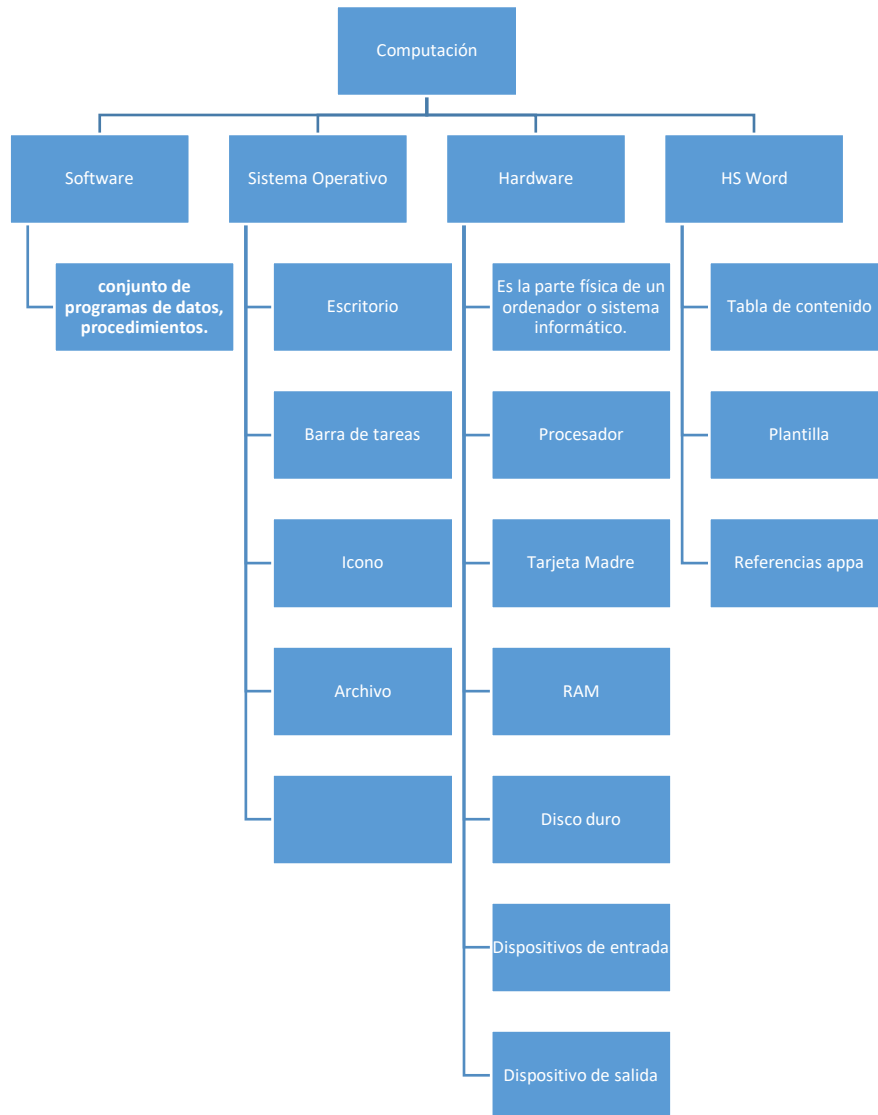 Computación
Software
Sistema Operativo
Hardware
HS Word
conjunto de
programas de datos,
procedimientos.
Escritorio
Barra de tareas
Icono
Archivo
Es la parte física de un
ordenador o sistema
informático.
Procesador
Tarjeta Madre
RAM
Disco duro
Dispositivos de entrada
Dispositivo de salida
Tabla de contenido
Plantilla
Referencias appa